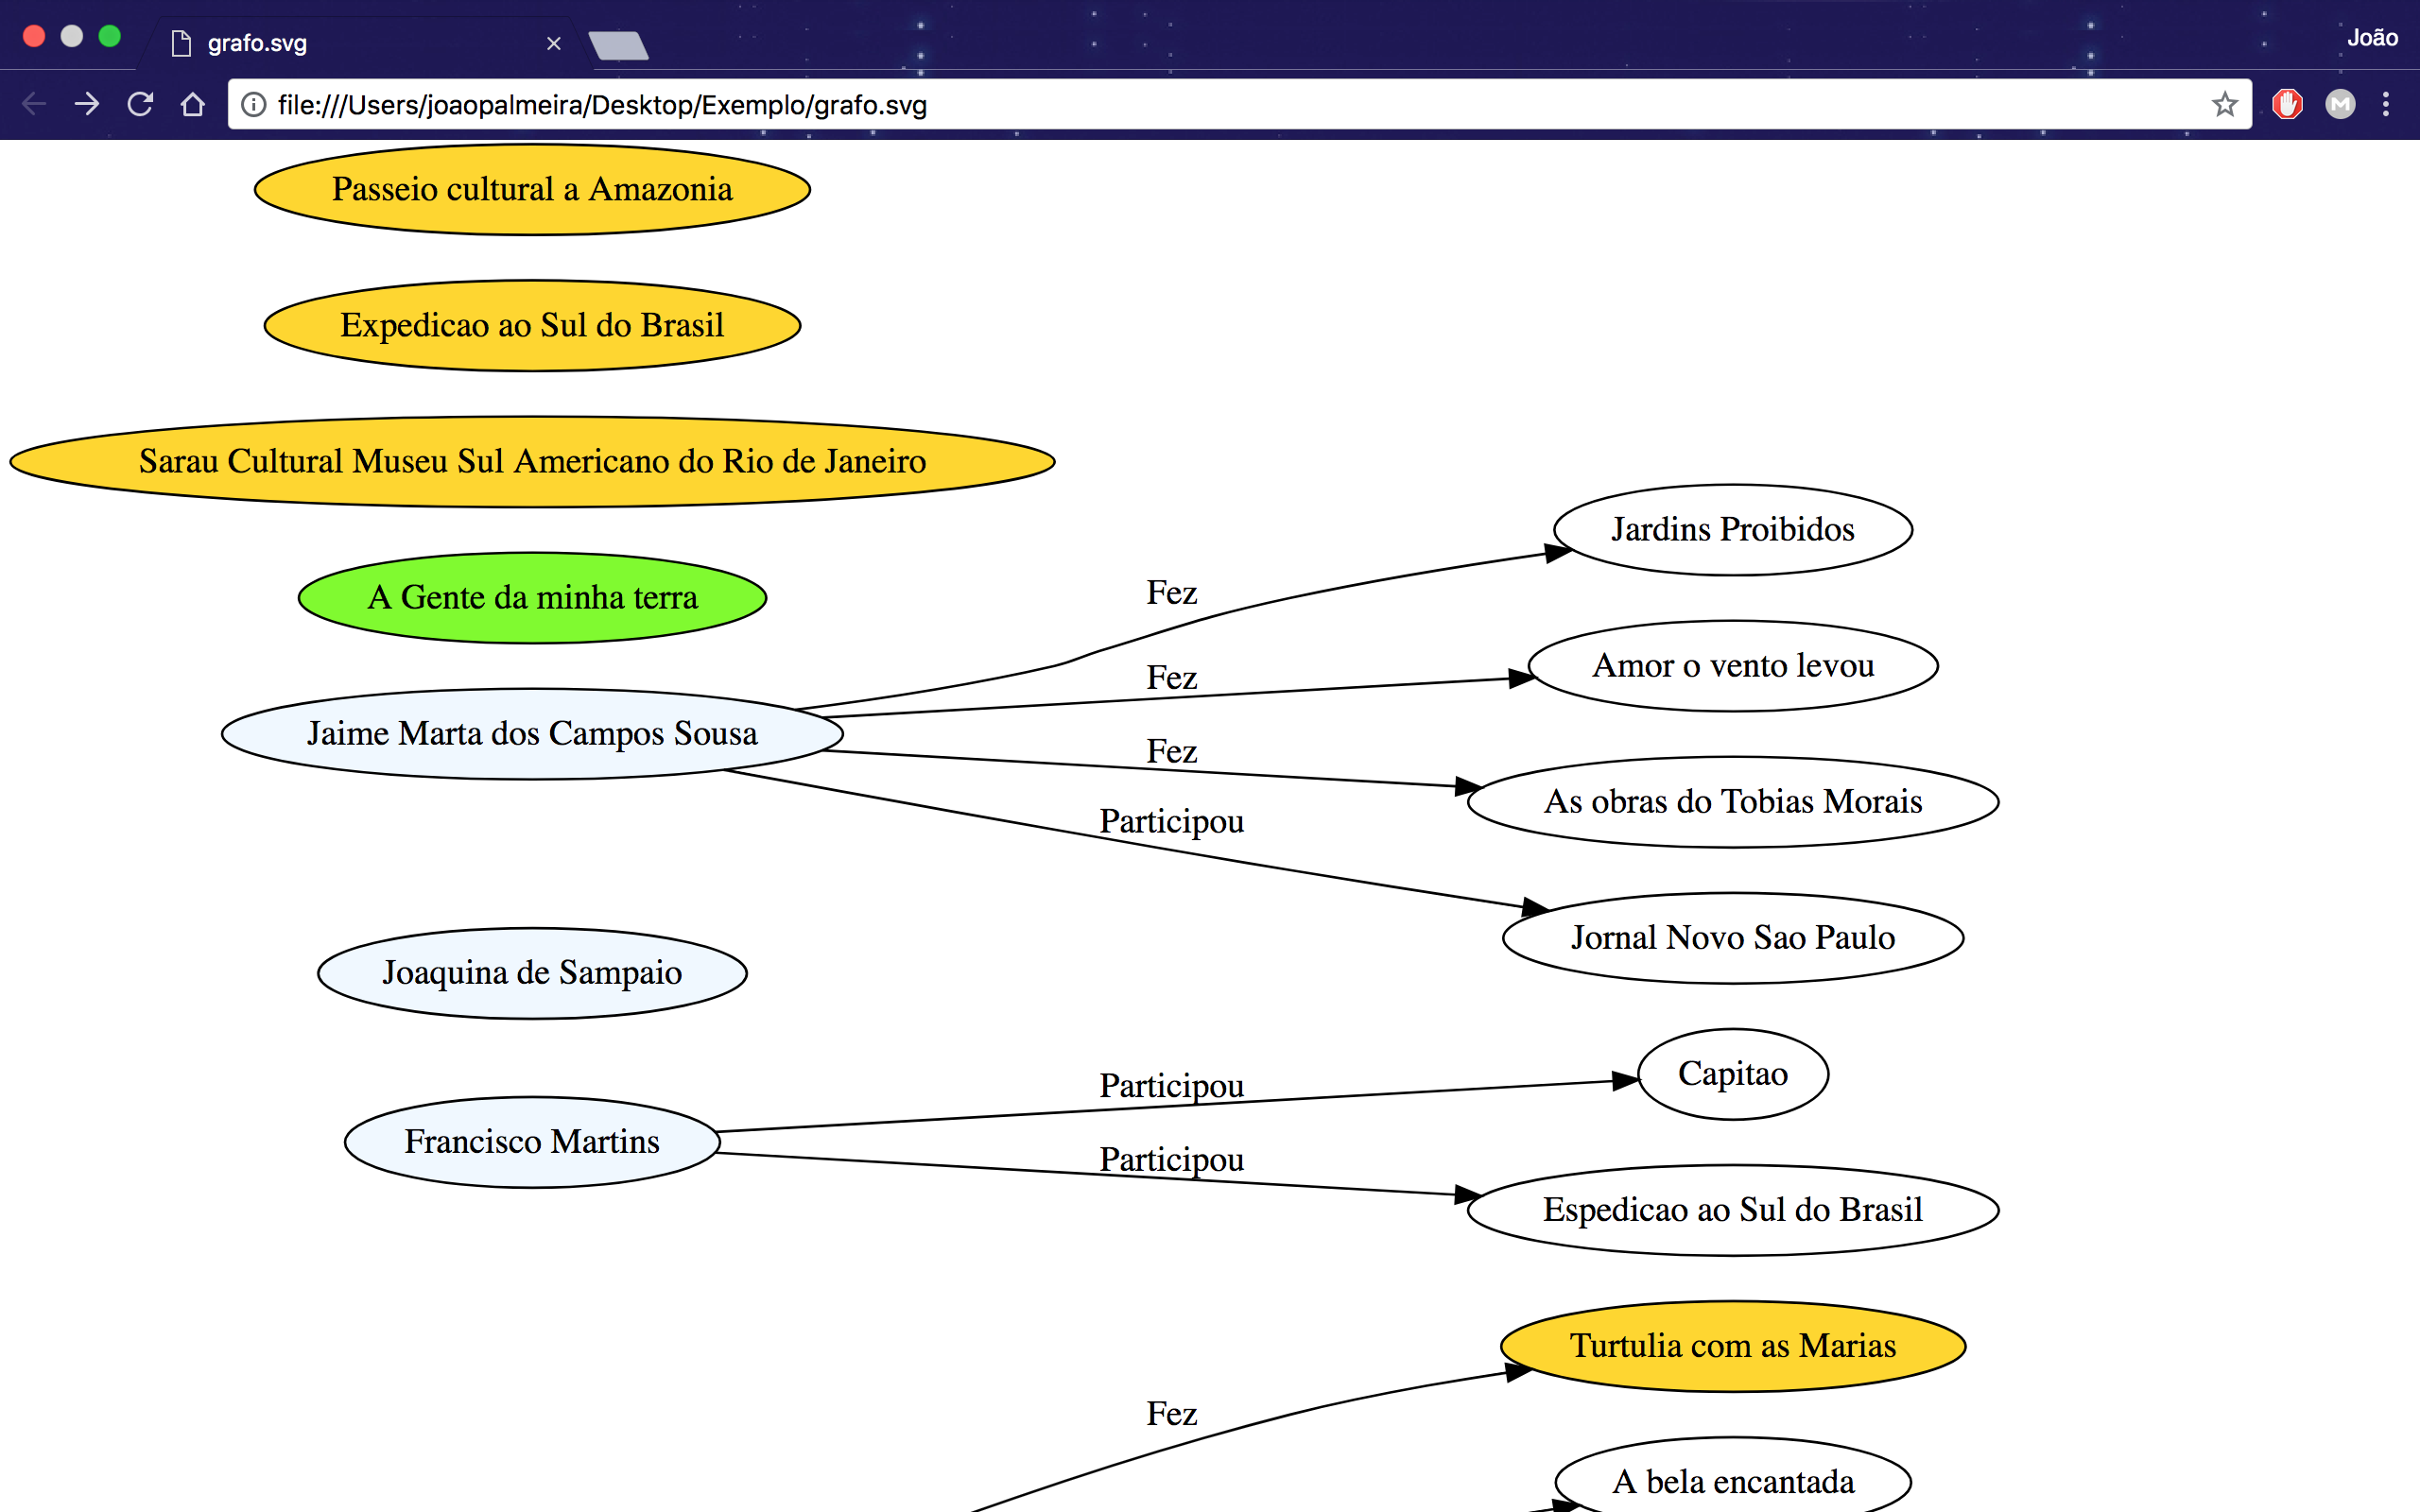 grafo.svg
João
file:///Users/joaopalmeira/Desktop/Exemplo/grafo.svg
Passeio cultural a Amazonia
Expedicao ao Sul do Brasil
Sarau Cultural Museu Sul Americano do Rio de Janeiro
Jardins Proibidos
Fez
A Gente da minha terra
Amor o vento levou
Fez
Jaime Marta dos Campos Sousa
Fez
As obras do Tobias Morais
Participou
Jornal Novo Sao Paulo
Joaquina de Sampaio
Capitao
Participou
Francisco Martins
Participou
Espedicao ao Sul do Brasil
Turtulia com as Marias
Fez
A bela encantada